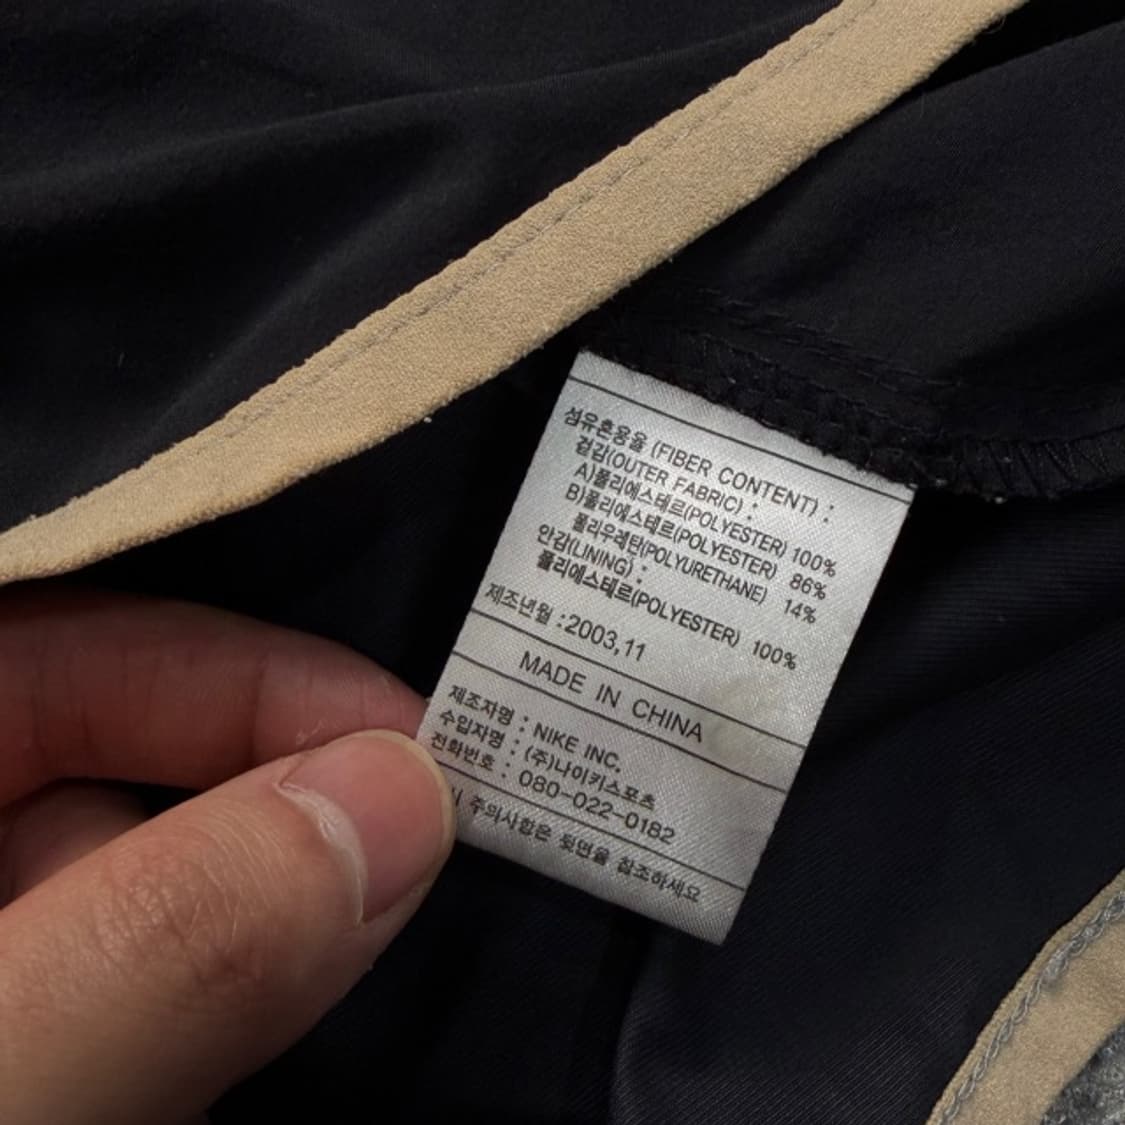 섬유혼용율 (FIBER CONTENT) :
겉감(OUTER FABRIC) :
A)폴리에스테르(POLYESTER) 100%
B)폴리에스테르(POLYESTER) 86%
폴리우레탄(POLYURETHANE) 14%
안감(LINING) :
폴리에스테르(POLYESTER) 100%
제조년월 :2003,11
MADE IN CHINA
제조자명 : NIKE INC.
수입자명 : (주)나이키스포츠
전화번호 : 080-022-0182
주의사항은 뒷면을 참조하세요